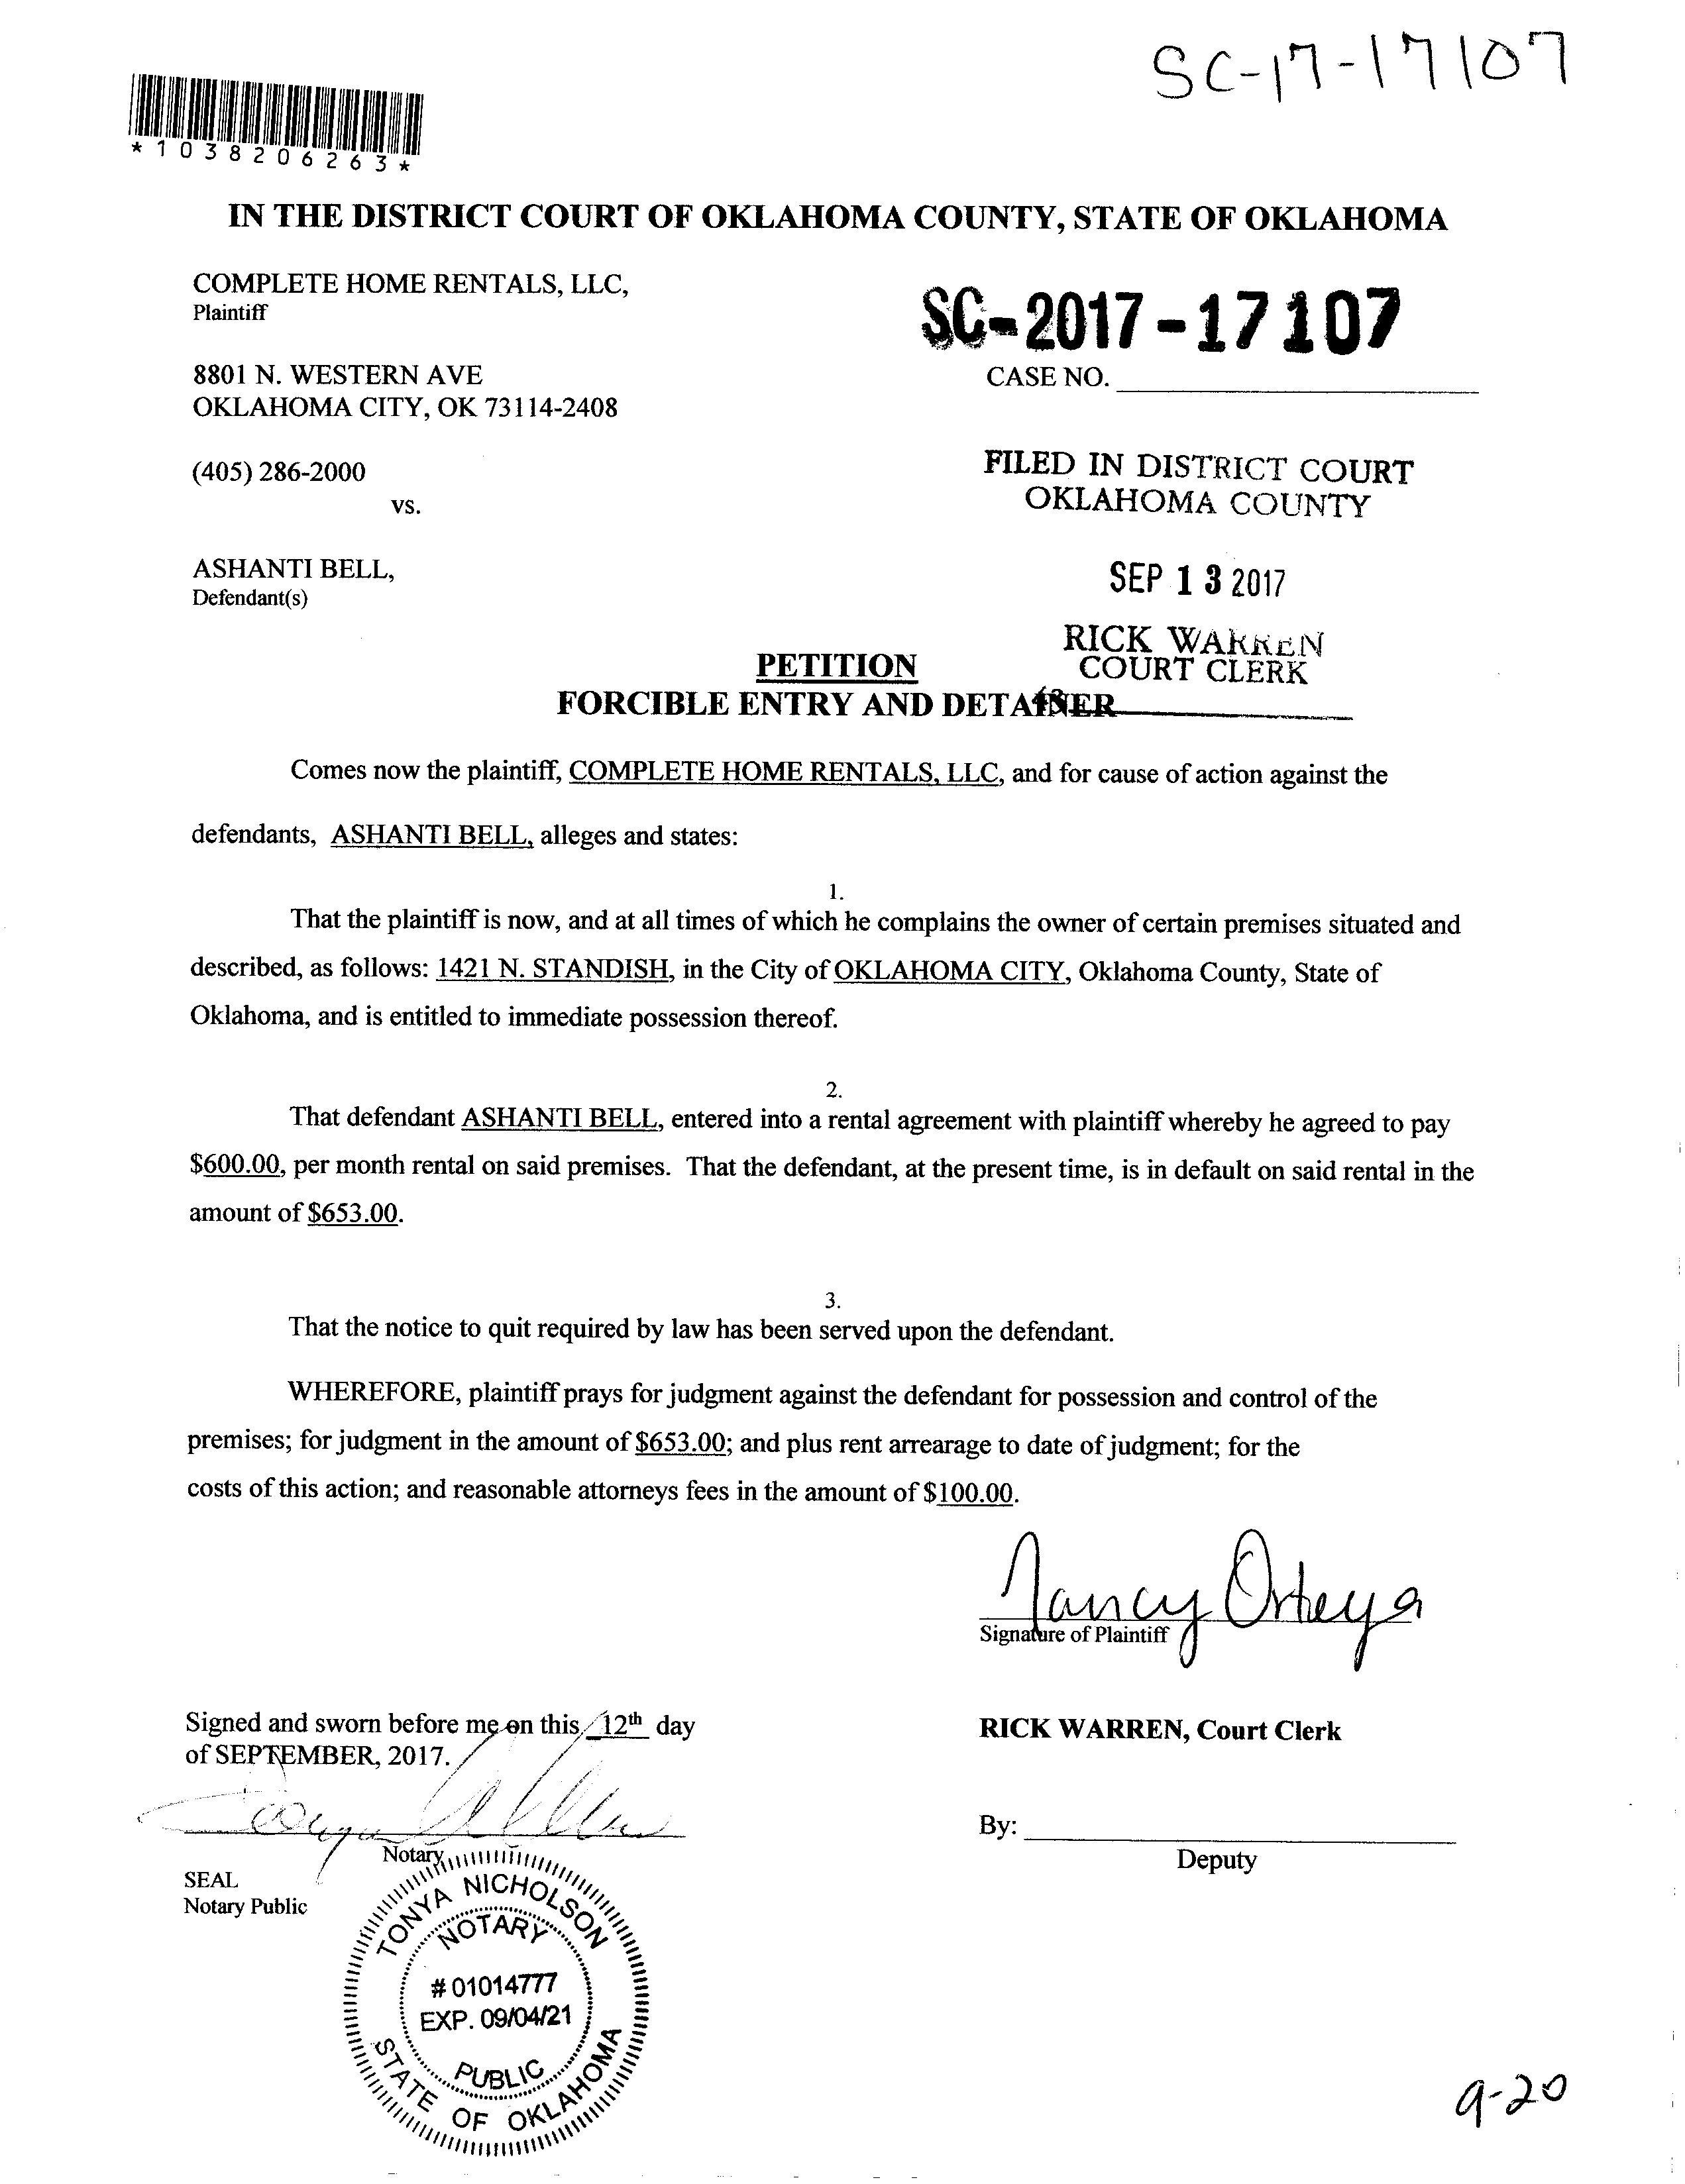 SC-17-17107
*1038206263*
IN THE DISTRICT COURT OF OKLAHOMA COUNTY, STATE OF OKLAHOMA
COMPLETE HOME RENTALS, LLC,
Plaintiff
SC-2017-17107
8801 N. WESTERN AVE
CASE NO.
OKLAHOMA CITY, OK 73114-2408
(405) 286-2000
FILED IN DISTRICT COURT
OKLAHOMA COUNTY
vs.
ASHANTI BELL,
Defendant(s)
SEP 13 2017
RICK WARREN
COURT CLERK
PETITION
FORCIBLE ENTRY AND DETAINER
Comes now the plaintiff, COMPLETE HOME RENTALS, LLC, and for cause of action against the
defendants, ASHANTI BELL, alleges and states:
1.
That the plaintiff is now, and at all times of which he complains the owner of certain premises situated and
described, as follows: 1421 N. STANDISH, in the City of OKLAHOMA CITY, Oklahoma County, State of
Oklahoma, and is entitled to immediate possession thereof.
2.
That defendant ASHANTI BELL, entered into a rental agreement with plaintiff whereby he agreed to pay
$600.00, per month rental on said premises. That the defendant, at the present time, is in default on said rental in the
amount of $653.00.
3.
That the notice to quit required by law has been served upon the defendant.
WHEREFORE, plaintiff prays for judgment against the defendant for possession and control of the
premises; for judgment in the amount of $653.00; and plus rent arrearage to date of judgment; for the
costs of this action; and reasonable attorneys fees in the amount of $100.00.
Nancy Ortega
Signature of Plaintiff
Signed and sworn before me on this 12th day
of SEPTEMBER, 2017.
RICK WARREN, Court Clerk
By:
Deputy
Notary
SEAL
Notary Public
TONYA NICHOLSON
NOTARY
# 01014777
EXP. 09/04/21
PUBLIC
STATE OF OKLAHOMA
9-20